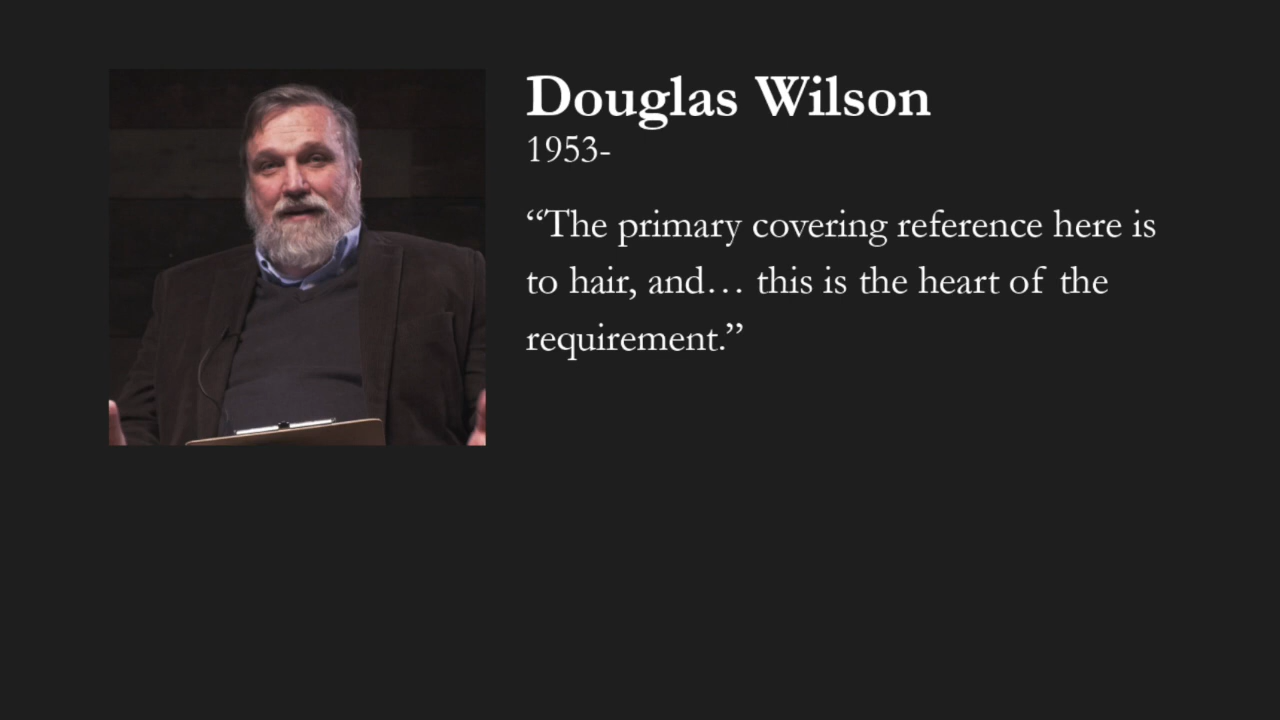 Douglas Wilson
1953-
“The primary covering reference here is
to hair, and… this is the heart of the
requirement.”